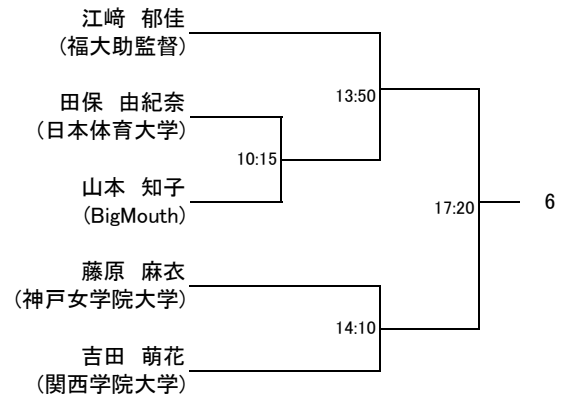 江﨑　郁佳
(福大助監督)
13:50
田保　由紀奈
(日本体育大学)
10:15
山本　知子
(BigMouth)
17:20
6
藤原　麻衣
(神戸女学院大学)
14:10
吉田　萌花
(関西学院大学)